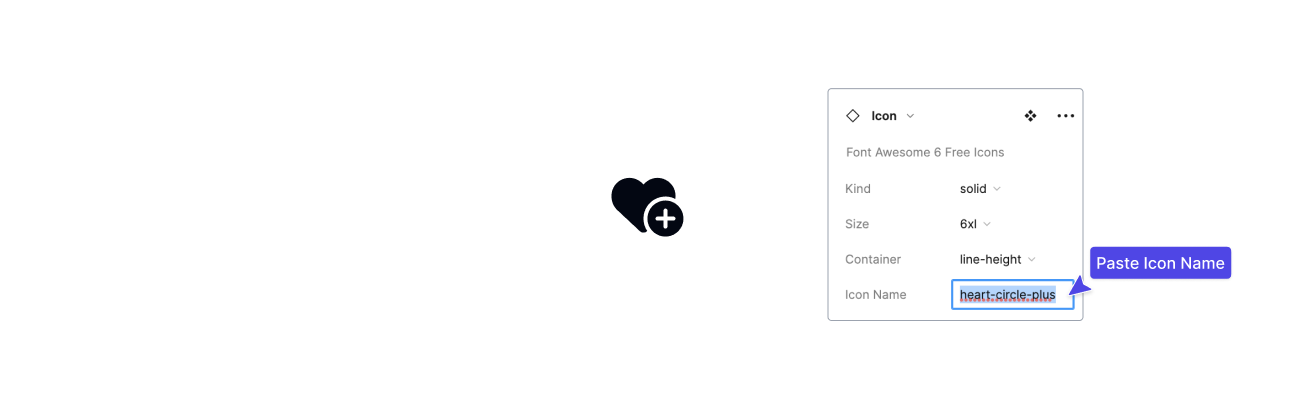 Icon
Font Awesome 6 Free Icons
Kind solid
Size 6xl
Container line-height
Icon Name heart-circle-plus
Paste Icon Name